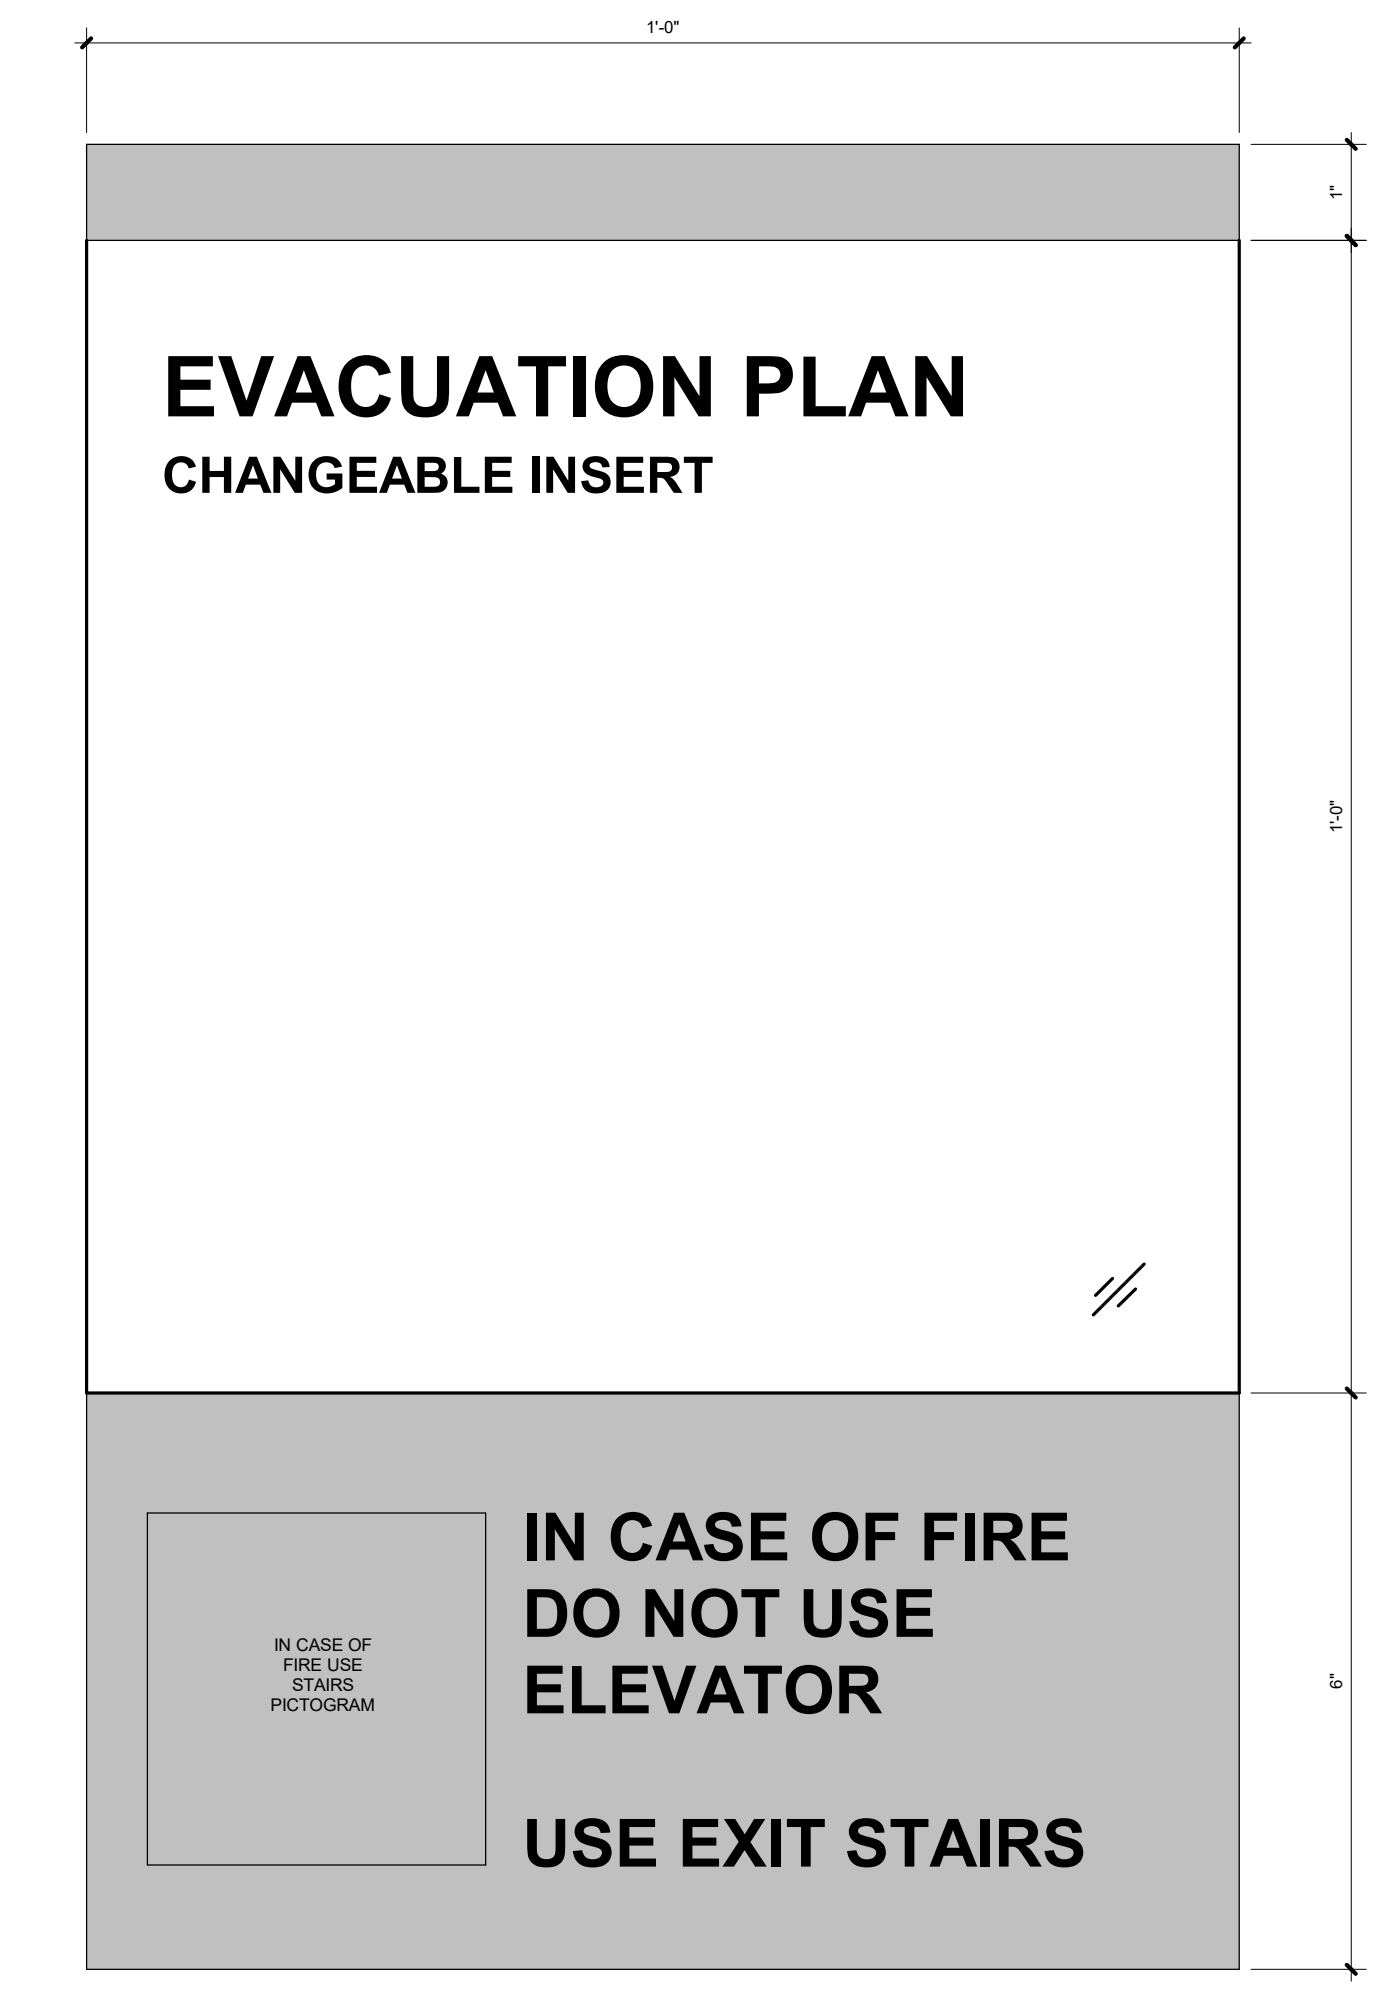 1'-0"
1"
EVACUATION PLAN
CHANGEABLE INSERT
1'-0"
IN CASE OF FIRE
DO NOT USE
ELEVATOR
USE EXIT STAIRS
IN CASE OF
FIRE USE
STAIRS
PICTOGRAM
6"